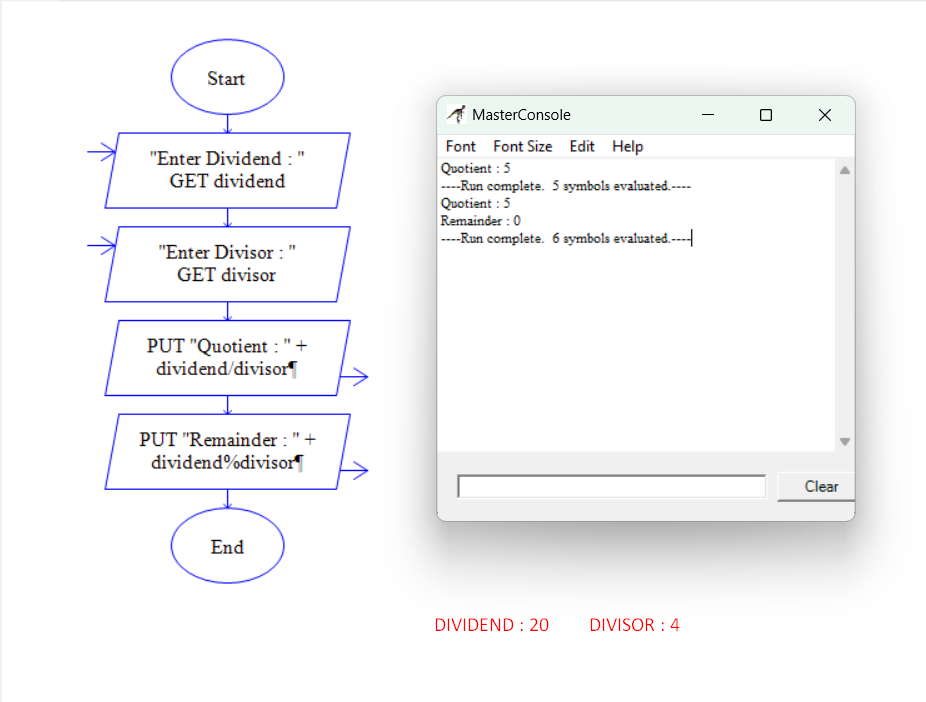 Start
"Enter Dividend : "
GET dividend
"Enter Divisor : "
GET divisor
PUT "Quotient : " +
dividend/divisor¶
PUT "Remainder : " +
dividend%divisor¶
End
MasterConsole
Font Font Size Edit Help
Quotient : 5
----Run complete.  5 symbols evaluated.----
Quotient : 5
Remainder : 0
----Run complete.  6 symbols evaluated.----
Clear
DIVIDEND : 20 DIVISOR : 4